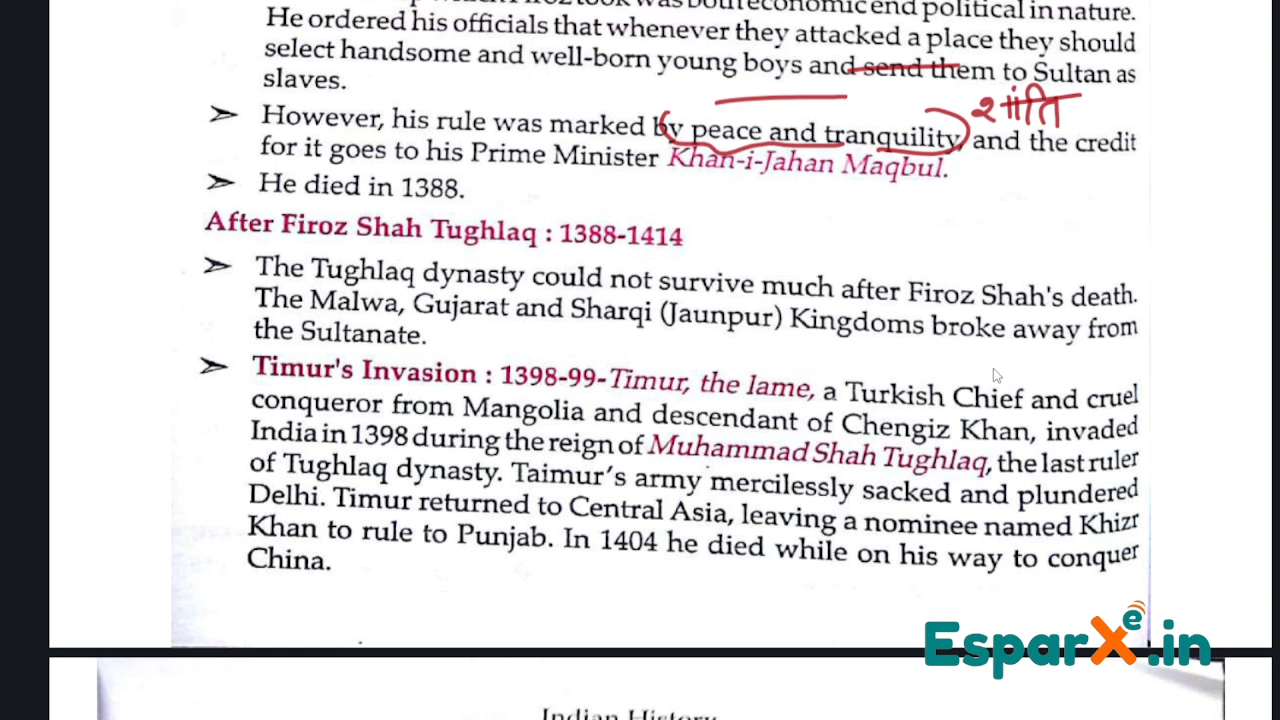 economic end political in nature.
He ordered his officials that whenever they attacked a place they should
select handsome and well-born young boys and send them to Sultan as
slaves.
शांति
➢ However, his rule was marked by peace and tranquility, and the credit
for it goes to his Prime Minister Khan-i-Jahan Maqbul.
➢ He died in 1388.
After Firoz Shah Tughlaq : 1388-1414
➢ The Tughlaq dynasty could not survive much after Firoz Shah's death.
The Malwa, Gujarat and Sharqi (Jaunpur) Kingdoms broke away from
the Sultanate.
➢ Timur's Invasion : 1398-99-Timur, the lame, a Turkish Chief and cruel
conqueror from Mangolia and descendant of Chengiz Khan, invaded
India in 1398 during the reign of Muhammad Shah Tughlaq, the last ruler
of Tughlaq dynasty. Taimur's army mercilessly sacked and plundered
Delhi. Timur returned to Central Asia, leaving a nominee named Khizr
Khan to rule to Punjab. In 1404 he died while on his way to conquer
China.
EsparXe.in
Indian History